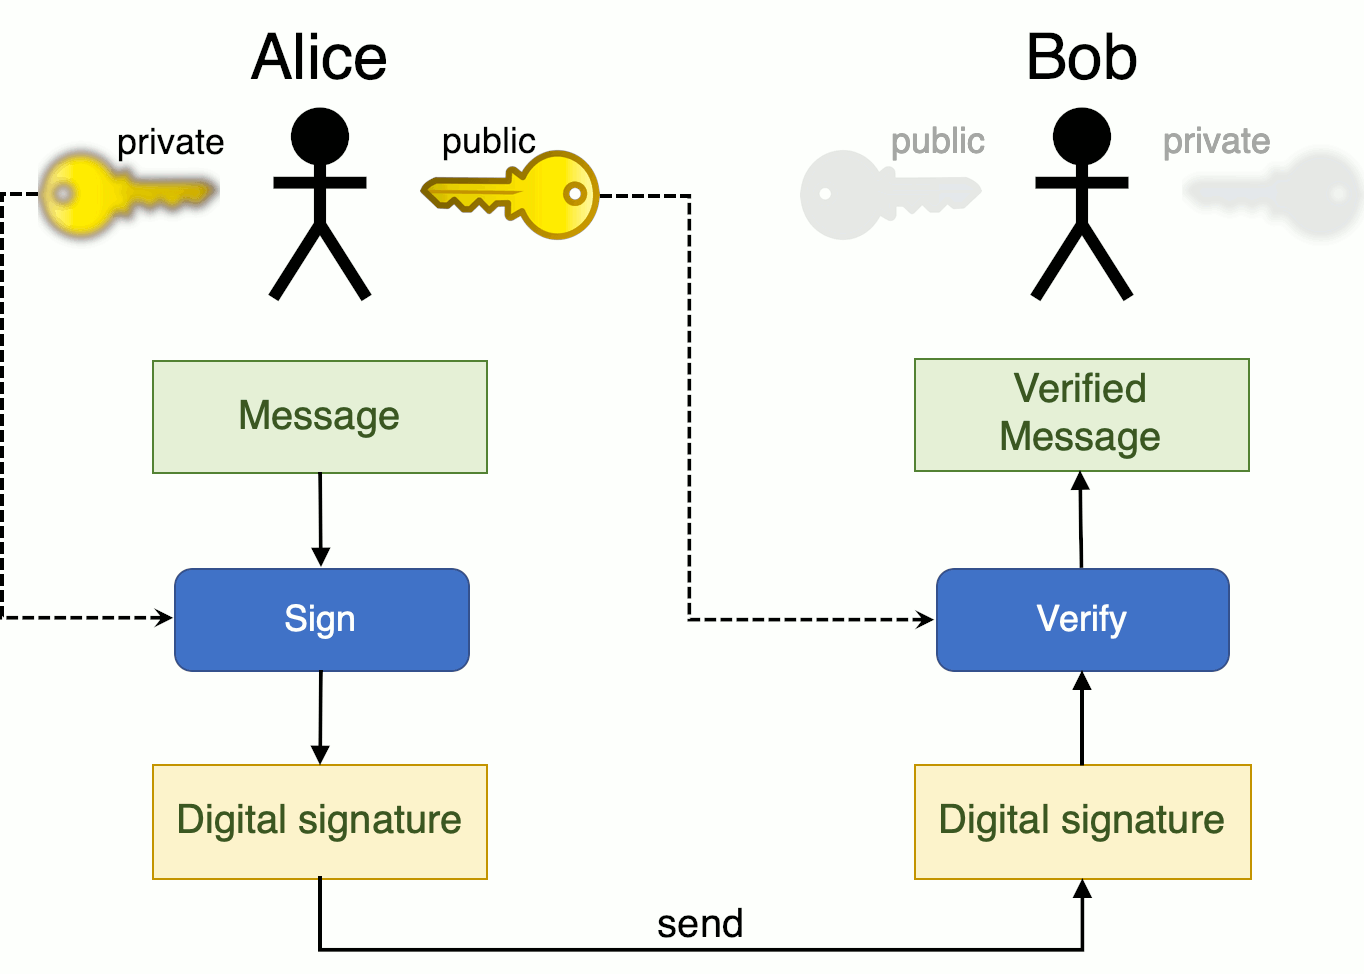 Alice
Bob
private
public
public
private
Message
Verified
Message
Sign
Verify
Digital signature
Digital signature
send